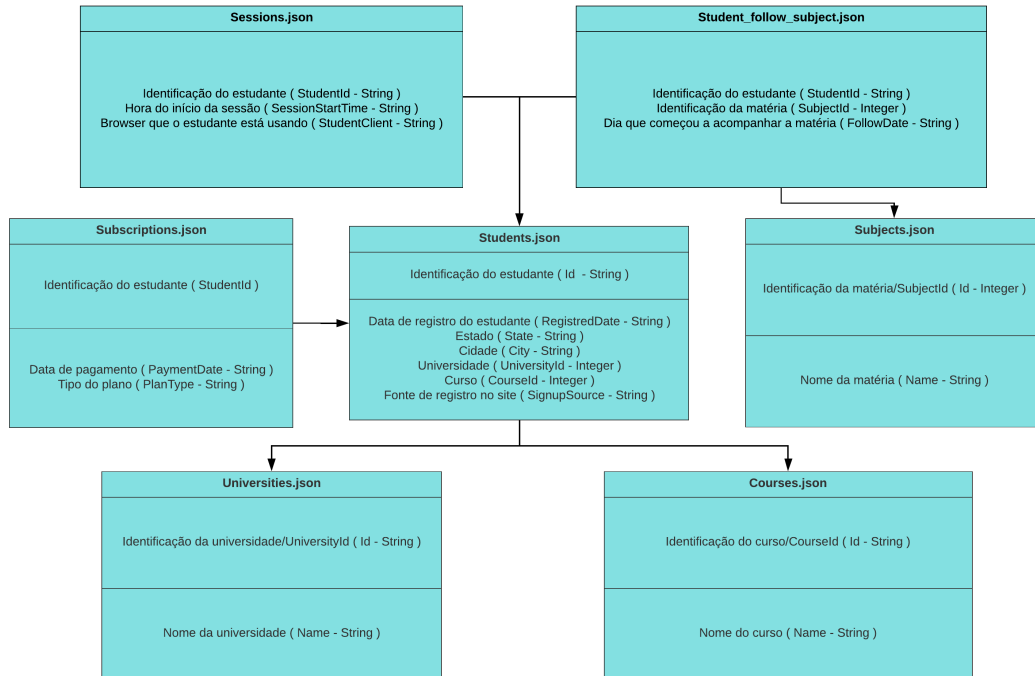 Sessions.json
Identificação do estudante ( StudentId - String )
Hora do início da sessão ( SessionStartTime - String )
Browser que o estudante está usando ( StudentClient - String )
Student_follow_subject.json
Identificação do estudante ( StudentId - String )
Identificação da matéria ( SubjectId - Integer )
Dia que começou a acompanhar a matéria ( FollowDate - String )
Subscriptions.json
Identificação do estudante ( StudentId )
Data de pagamento ( PaymentDate - String )
Tipo do plano ( PlanType - String )
Students.json
Identificação do estudante ( Id  - String )
Data de registro do estudante ( RegistredDate - String )
Estado ( State - String )
Cidade ( City - String )
Universidade ( UniversityId - Integer )
Curso ( CourseId - Integer )
Fonte de registro no site ( SignupSource - String )
Subjects.json
Identificação da matéria/SubjectId ( Id - Integer )
Nome da matéria ( Name - String )
Universities.json
Identificação da universidade/UniversityId ( Id - String )
Nome da universidade ( Name - String )
Courses.json
Identificação do curso/CourseId ( Id - String )
Nome do curso ( Name - String )